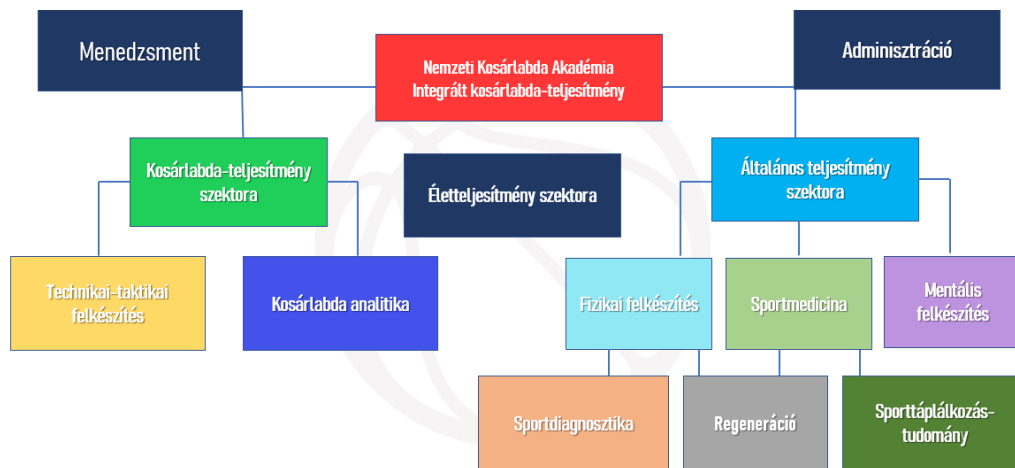 Menedzsment
Nemzeti Kosárlabda Akadémia
Integrált kosárlabda-teljesítmény
Adminisztráció
Kosárlabda-teljesítmény
szektora
Életteljesítmény szektora
Általános teljesítmény
szektora
Technikai-taktikai
felkészítés
Kosárlabda analitika
Fizikai felkészítés
Sportmedicina
Mentális
felkészítés
Sportdiagnosztika
Regeneráció
Sporttáplálkozás-
tudomány